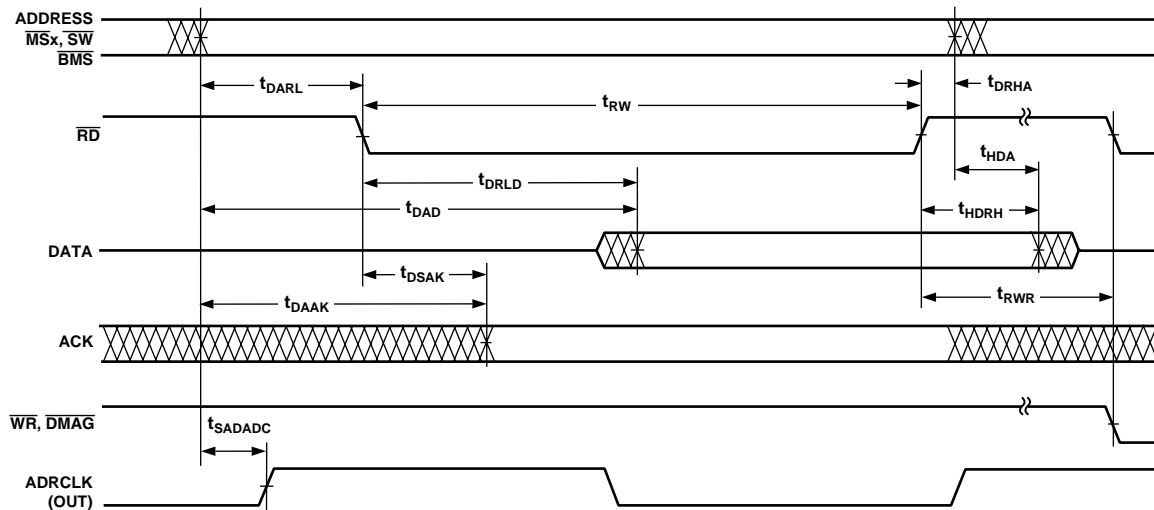 ADDRESS
MSx, SW
BMS
tDARL
tRW
tDRHA
RD
tHDA
tDRLD
tDAD
tHDRH
DATA
tDSAK
tDAAK
tRWR
ACK
WR, DMAG
tSADADC
ADRCLK
(OUT)